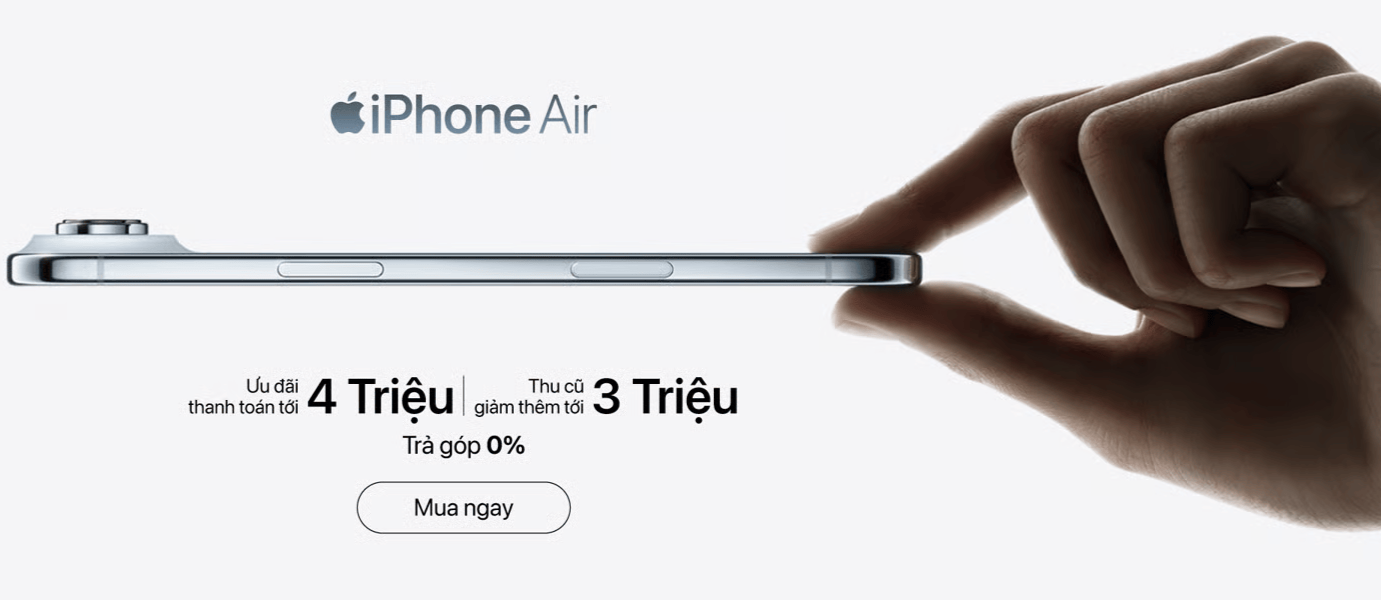 iPhone Air
Ưu đãi
thanh toán tới 4 Triệu
Thu cũ
giảm thêm tới 3 Triệu
Trả góp 0%
Mua ngay